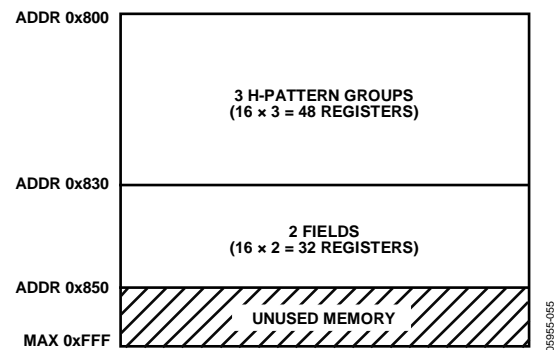 ADDR 0x800
3 H-PATTERN GROUPS
(16 × 3 = 48 REGISTERS)
ADDR 0x830
2 FIELDS
(16 × 2 = 32 REGISTERS)
ADDR 0x850
UNUSED MEMORY
MAX 0xFFF
05955-055